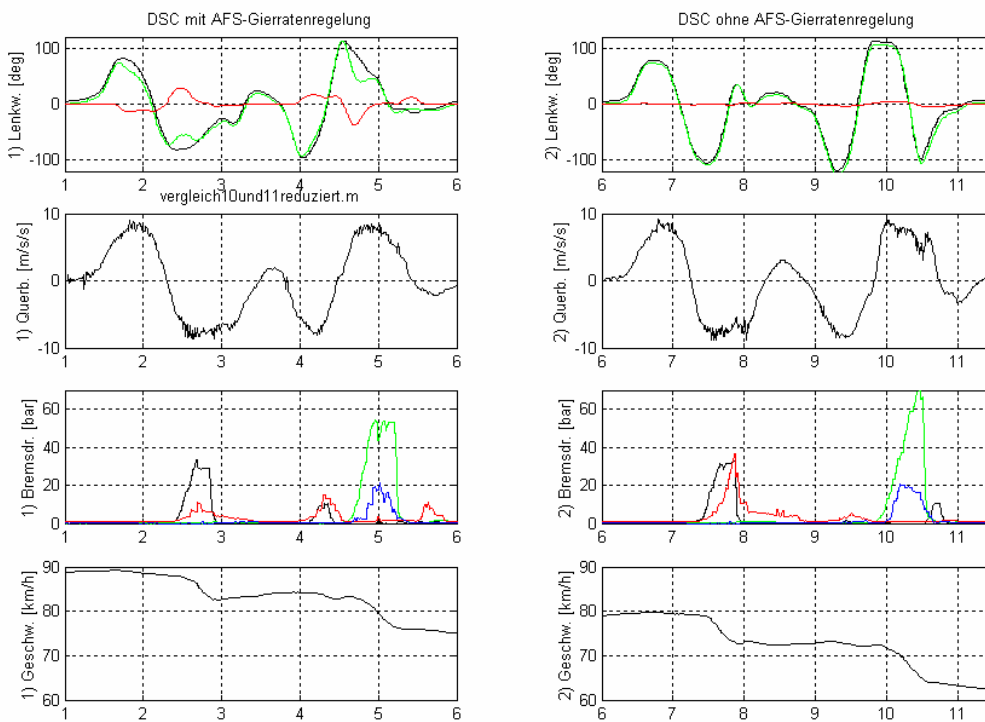 DSC mit AFS-Gierratenregelung
1) Lenkw. [deg]
100
0
-100
1 2 3 4 5 6
vergleich10und11reduziert.m
1) Querb. [m/s/s]
10
0
-10
1 2 3 4 5 6
1) Bremsdr. [bar]
60
40
20
0
1 2 3 4 5 6
1) Geschw. [km/h]
90
80
70
60
1 2 3 4 5 6
DSC ohne AFS-Gierratenregelung
2) Lenkw. [deg]
100
0
-100
6 7 8 9 10 11
2) Querb. [m/s/s]
10
0
-10
6 7 8 9 10 11
2) Bremsdr. [bar]
60
40
20
0
6 7 8 9 10 11
2) Geschw. [km/h]
90
80
70
60
6 7 8 9 10 11